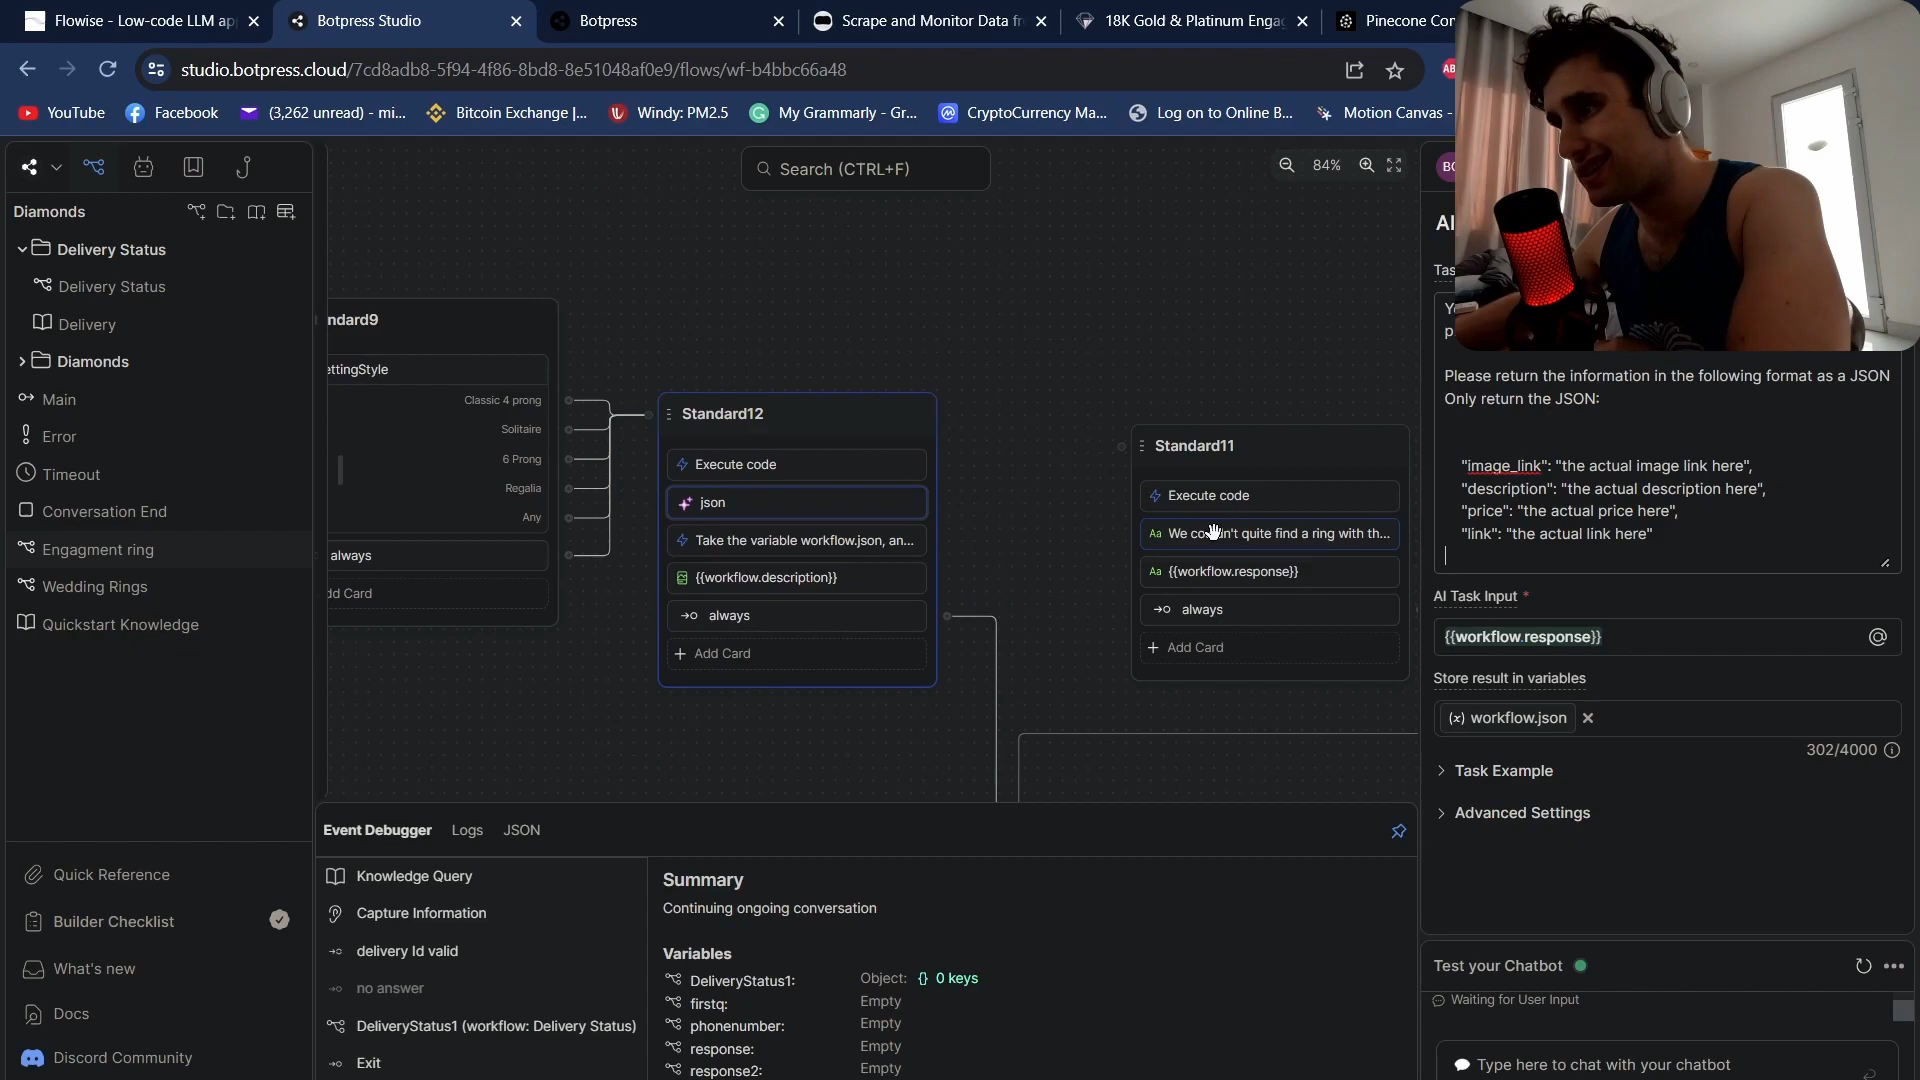 Flowise - Low-code LLM ap
Botpress Studio
Botpress
Scrape and Monitor Data fr
18K Gold & Platinum Engag
Pinecone Con
studio.botpress.cloud/7cd8adb8-5f94-4f86-8bd8-8e51048af0e9/flows/wf-b4bbc66a48
YouTube
Facebook
(3,262 unread) - mi...
Bitcoin Exchange |...
Windy: PM2.5
My Grammarly - Gr...
CryptoCurrency Ma...
Log on to Online B...
Motion Canvas -
Search (CTRL+F)
84%
Diamonds
Delivery Status
Delivery Status
Delivery
Diamonds
Main
Error
Timeout
Conversation End
Engagment ring
Wedding Rings
Quickstart Knowledge
Quick Reference
Builder Checklist
What's new
Docs
Discord Community
ndard9
ettingStyle
Classic 4 prong
Solitaire
6 Prong
Regalia
Any
always
dd Card
Standard12
Execute code
json
Take the variable workflow.json, an...
{{workflow.description}}
always
+ Add Card
Standard11
Execute code
Aa We couldn't quite find a ring with th...
Aa {{workflow.response}}
always
+ Add Card
AI
Tas
Please return the information in the following format as a JSON
Only return the JSON:
"image_link": "the actual image link here",
"description": "the actual description here",
"price": "the actual price here",
"link": "the actual link here"
AI Task Input *
{{workflow.response}}
@
Store result in variables
(x) workflow.json
302/4000
Task Example
Advanced Settings
Event Debugger
Logs
JSON
Knowledge Query
Capture Information
delivery Id valid
no answer
DeliveryStatus1 (workflow: Delivery Status)
Exit
Summary
Continuing ongoing conversation
Variables
DeliveryStatus1: Object: {} 0 keys
firstq: Empty
phonenumber: Empty
response: Empty
response2: Empty
Test your Chatbot
Waiting for User Input
Type here to chat with your chatbot